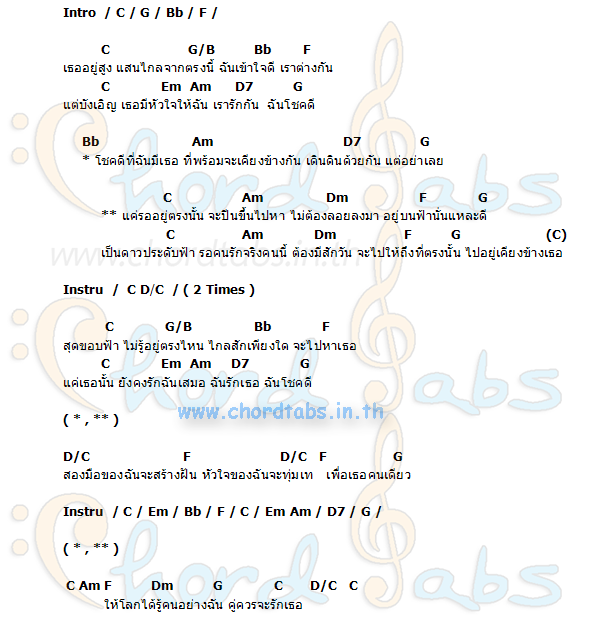 Intro / C / G / Bb / F /
C G/B Bb F
เธออยู่สูง แสนไกลจากตรงนี้ ฉันเข้าใจดี เราต่างกัน
C Em Am D7 G
แต่บังเอิญ เธอมีหัวใจให้ฉัน เรารักกัน ฉันโชคดี
Bb Am D7 G
* โชคดีที่ฉันมีเธอ ที่พร้อมจะเคียงข้างกัน เดินดินด้วยกัน แต่อย่าเลย
C Am Dm F G
** แค่รออยู่ตรงนั้น จะปีนขึ้นไปหา ไม่ต้องลอยลงมา อยู่บนฟ้านั่นแหละดี
C Am Dm F G (C)
เป็นดาวประดับฟ้า รอคนรักจริงคนนี้ ต้องมีสักวัน จะไปให้ถึงที่ตรงนั้น ไปอยู่เคียงข้างเธอ
www.chordtabs.in.th
Instru / C D/C / ( 2 Times )
C G/B Bb F
สุดขอบฟ้า ไม่รู้อยู่ตรงไหน ไกลสักเพียงใด จะไปหาเธอ
C Em Am D7 G
แค่เธอนั้น ยังคงรักฉันเสมอ ฉันรักเธอ ฉันโชคดี
www.chordtabs.in.th
( * , ** )
D/C F D/C F G
สองมือของฉันจะสร้างฝัน หัวใจของฉันจะทุ่มเท เพื่อเธอคนเดียว
Instru / C / Em / Bb / F / C / Em Am / D7 / G /
( * , ** )
C Am F Dm G C D/C C
ให้โลกได้รู้คนอย่างฉัน คู่ควรจะรักเธอ